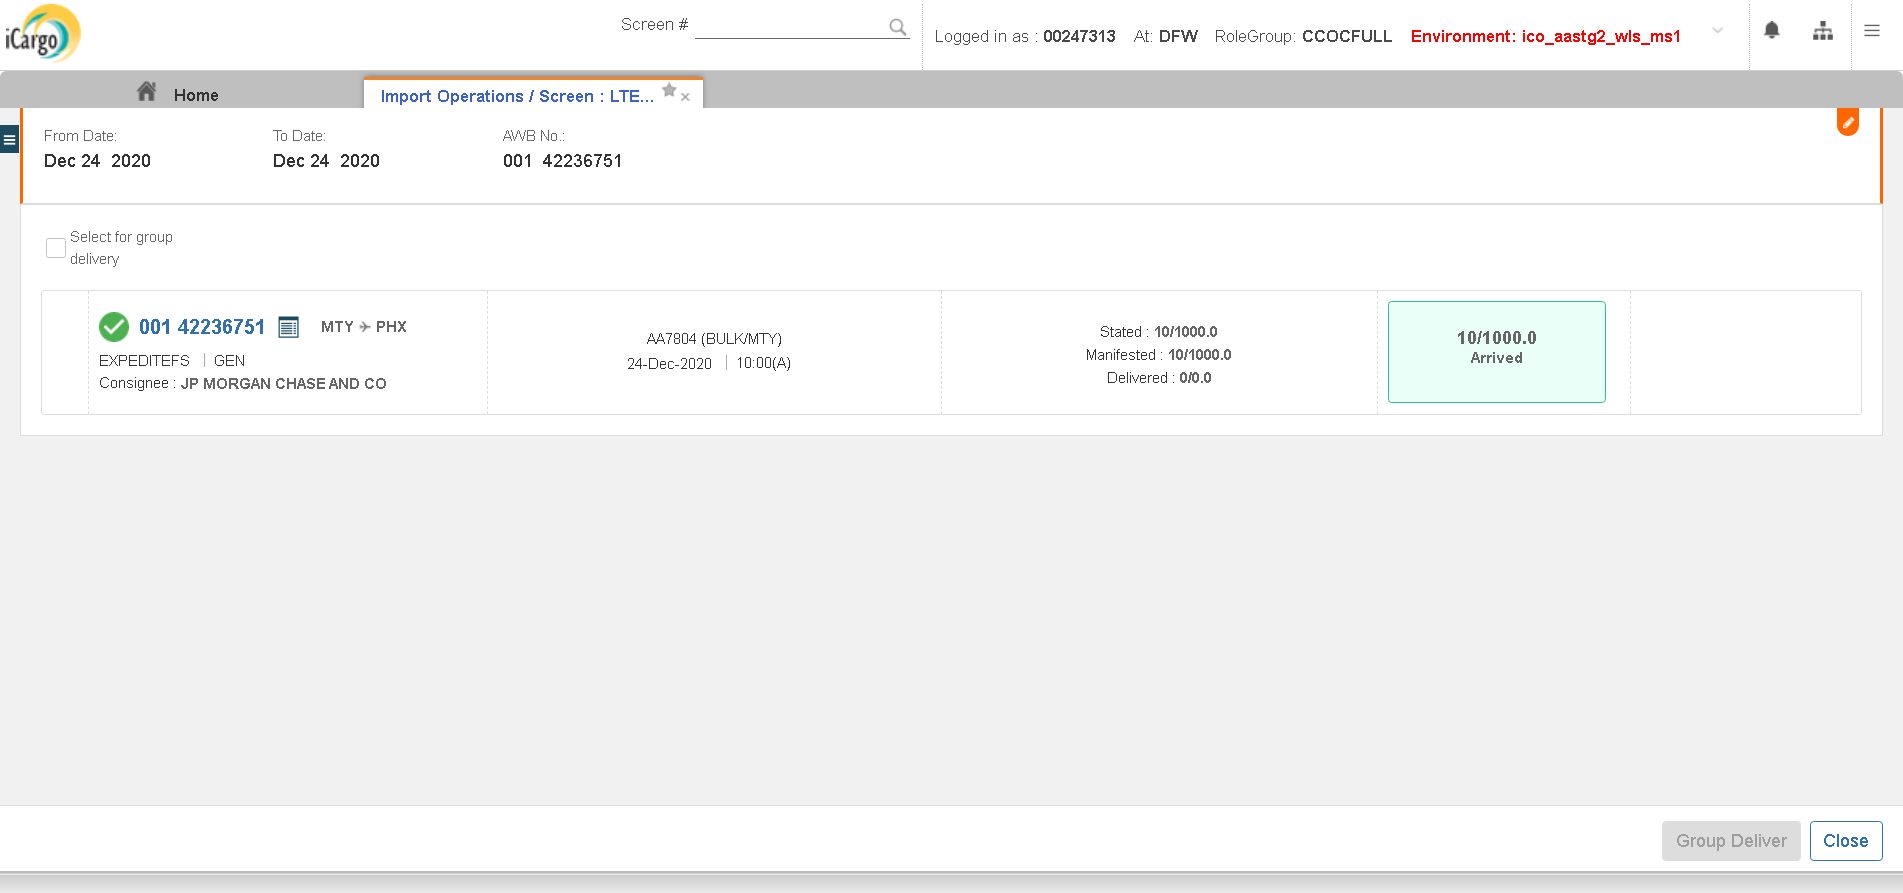 iCargo
Screen #
Logged in as : 00247313 At: DFW RoleGroup: CCOCFULL Environment: ico_aastg2_wls_ms1
Home
Import Operations / Screen : LTE...
From Date:
Dec 24 2020
To Date:
Dec 24 2020
AWB No.:
001 42236751
Select for group
delivery
001 42236751 MTY PHX
EXPEDITEFS GEN
Consignee : JP MORGAN CHASE AND CO
AA7804 (BULK/MTY)
24-Dec-2020 10:00(A)
Stated : 10/1000.0
Manifested : 10/1000.0
Delivered : 0/0.0
10/1000.0
Arrived
Group Deliver
Close